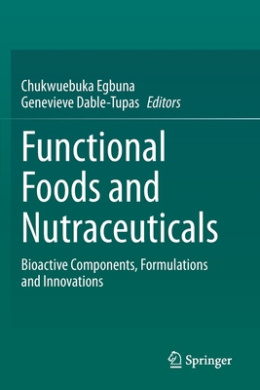 Chukwuebuka Egbuna
Genevieve Dable-Tupas Editors
Functional
Foods and
Nutraceuticals
Bioactive Components, Formulations
and Innovations
Springer